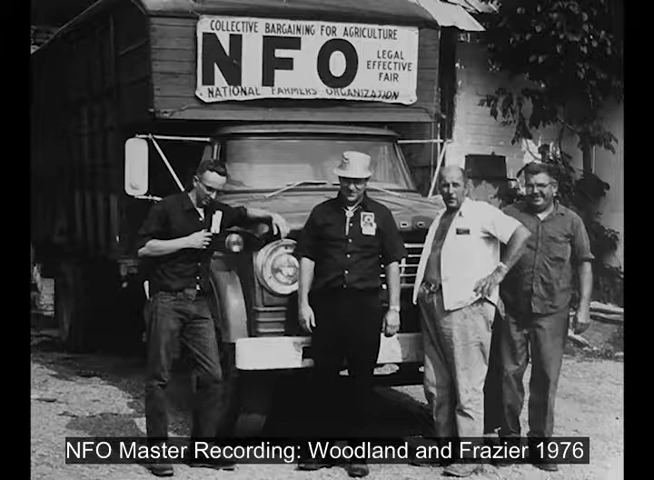 COLLECTIVE BARGAINING FOR AGRICULTURE
NFO
LEGAL
EFFECTIVE
FAIR
NATIONAL FARMERS ORGANIZATION
NFO Master Recording: Woodland and Frazier 1976